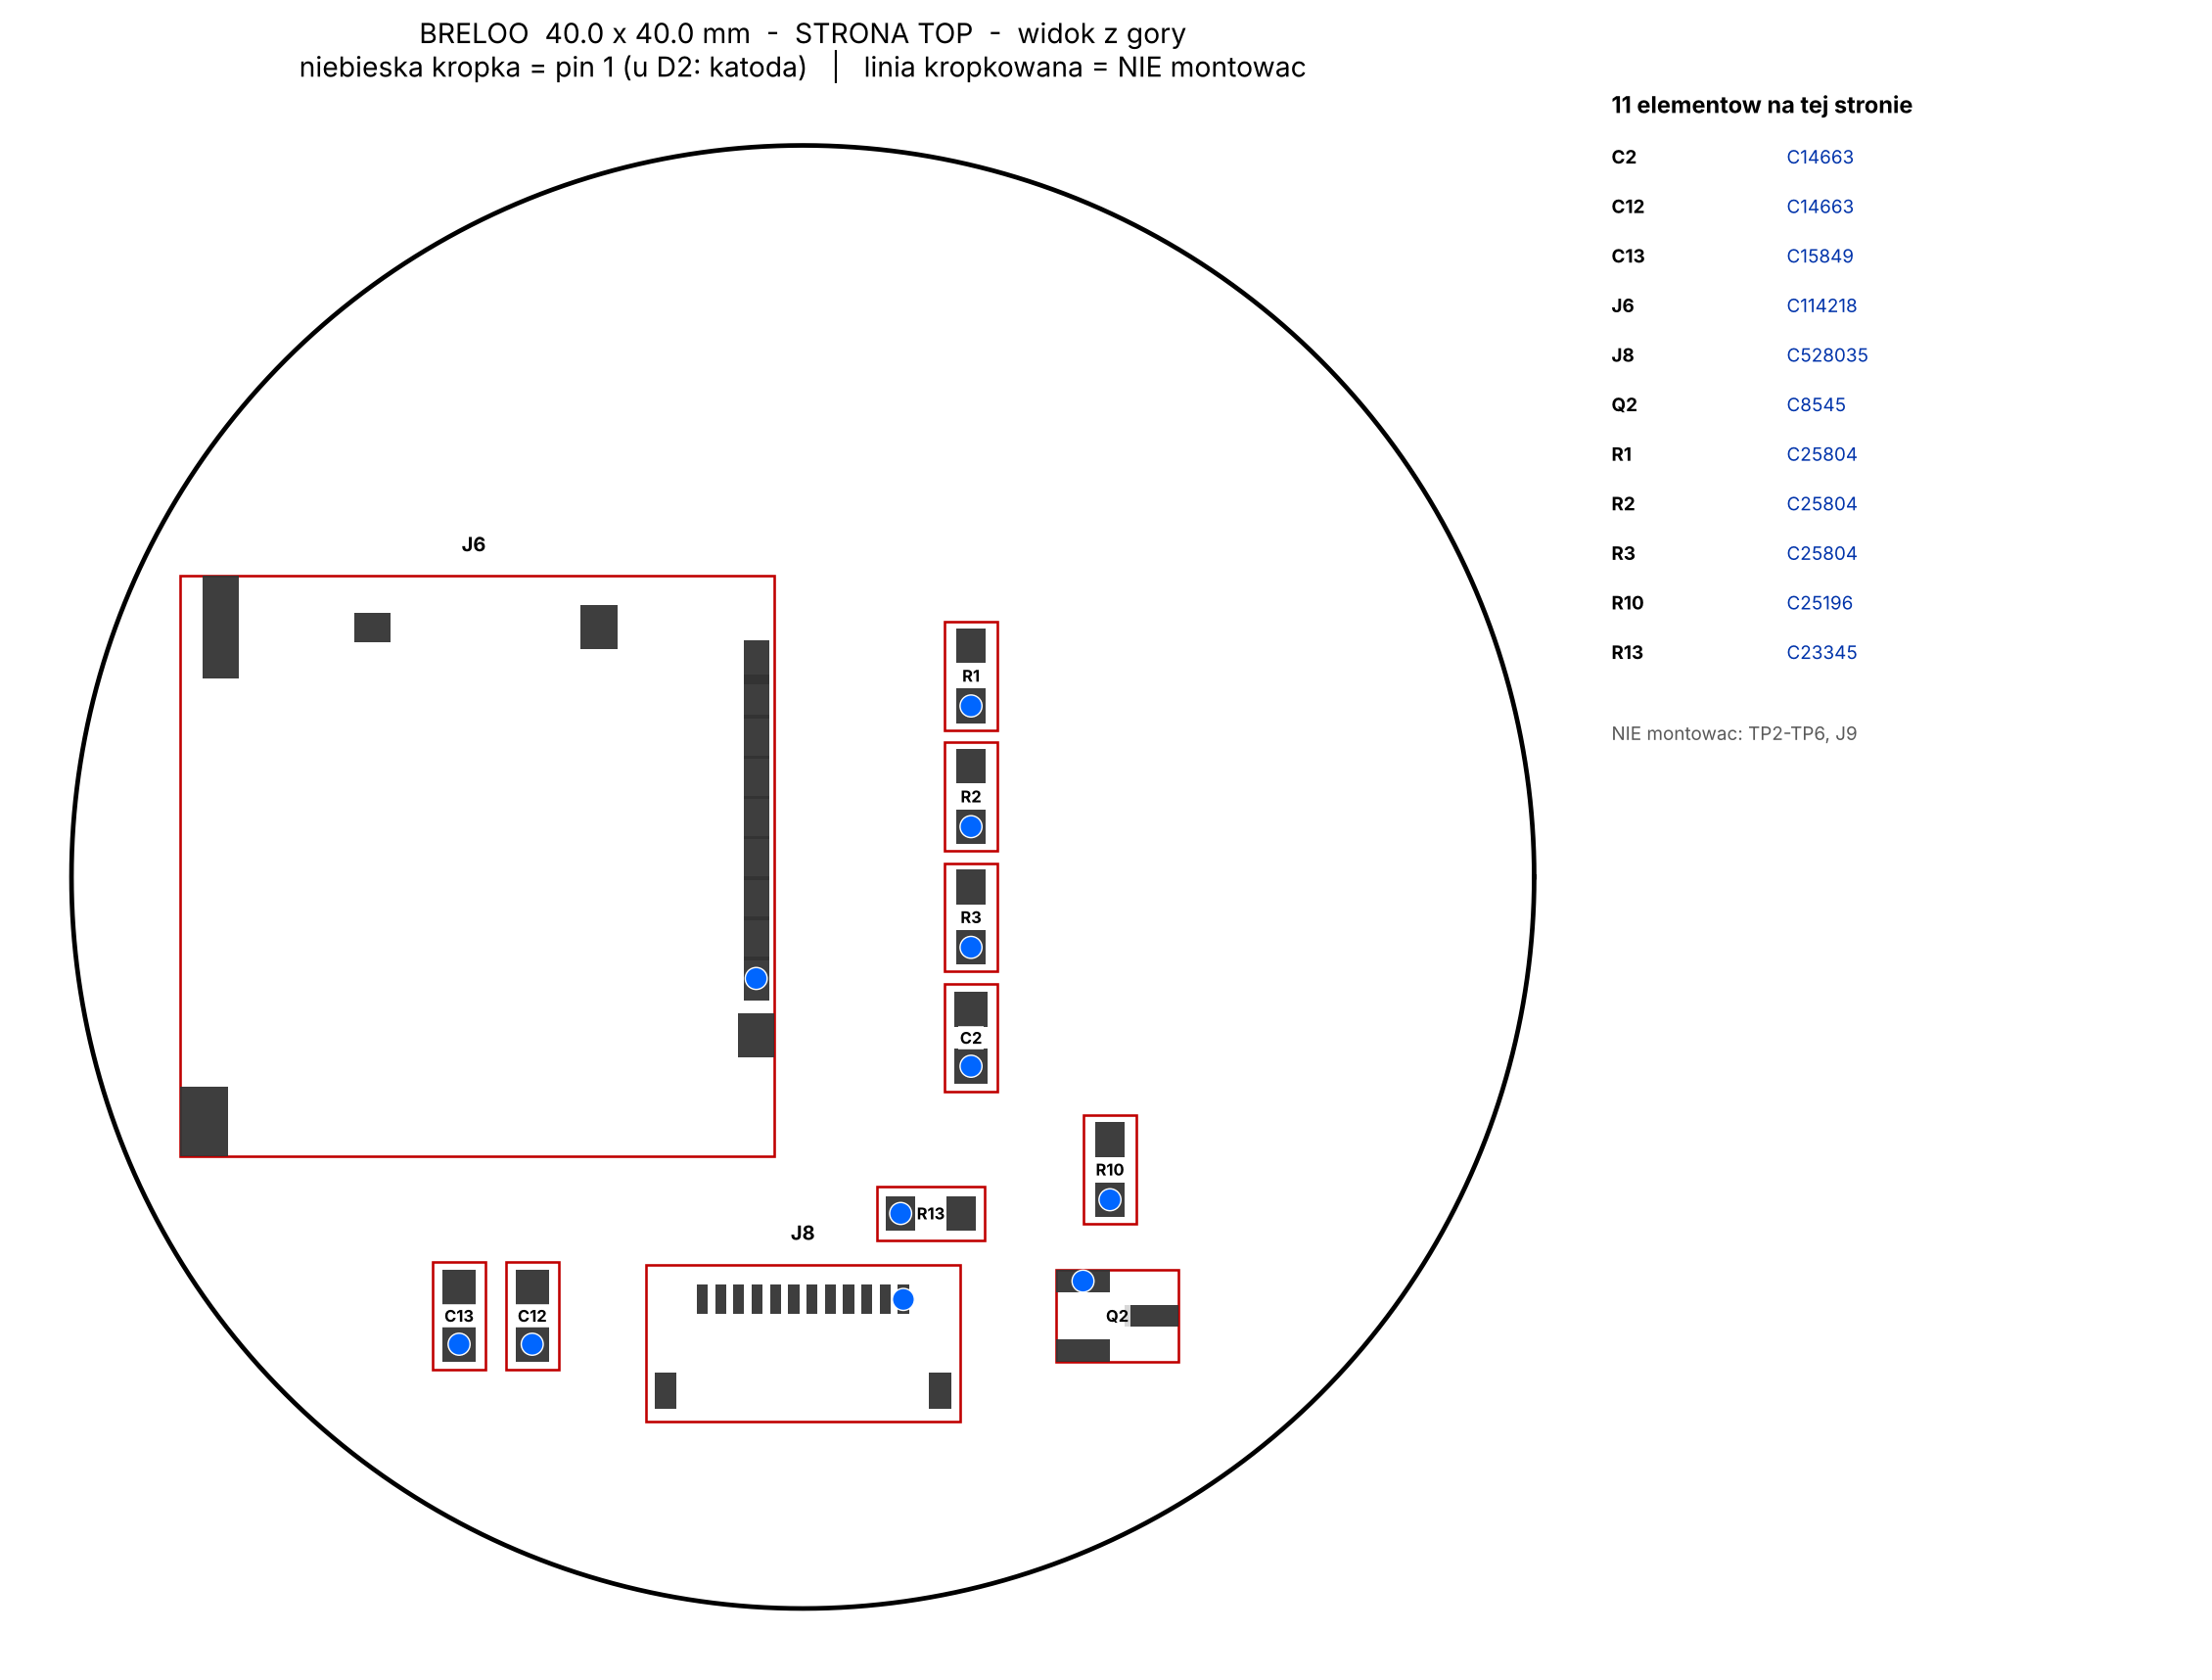 BRELOO  40.0 x 40.0 mm  -  STRONA TOP  -  widok z gory
niebieska kropka = pin 1 (u D2: katoda)   |   linia kropkowana = NIE montowac
11 elementow na tej stronie
C2 C14663
C12 C14663
C13 C15849
J6 C114218
J8 C528035
Q2 C8545
R1 C25804
R2 C25804
R3 C25804
R10 C25196
R13 C23345
NIE montowac: TP2-TP6, J9
J6
R1
R2
R3
C2
R10
R13
J8
C13
C12
Q2